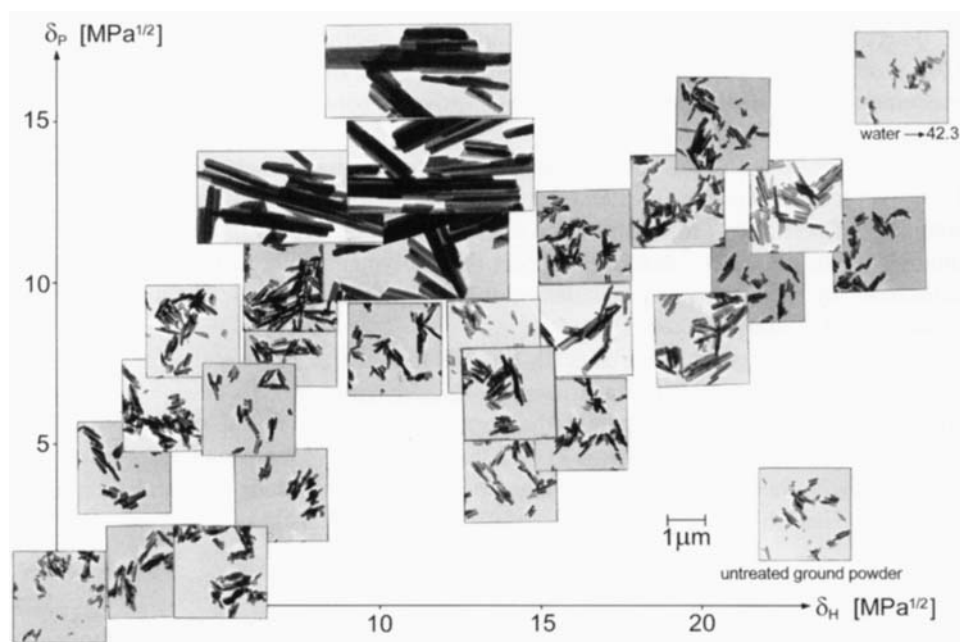 δP [MPa1/2]
15
water → 42.3
10
5
1µm
untreated ground powder
10
15
20
δH [MPa1/2]